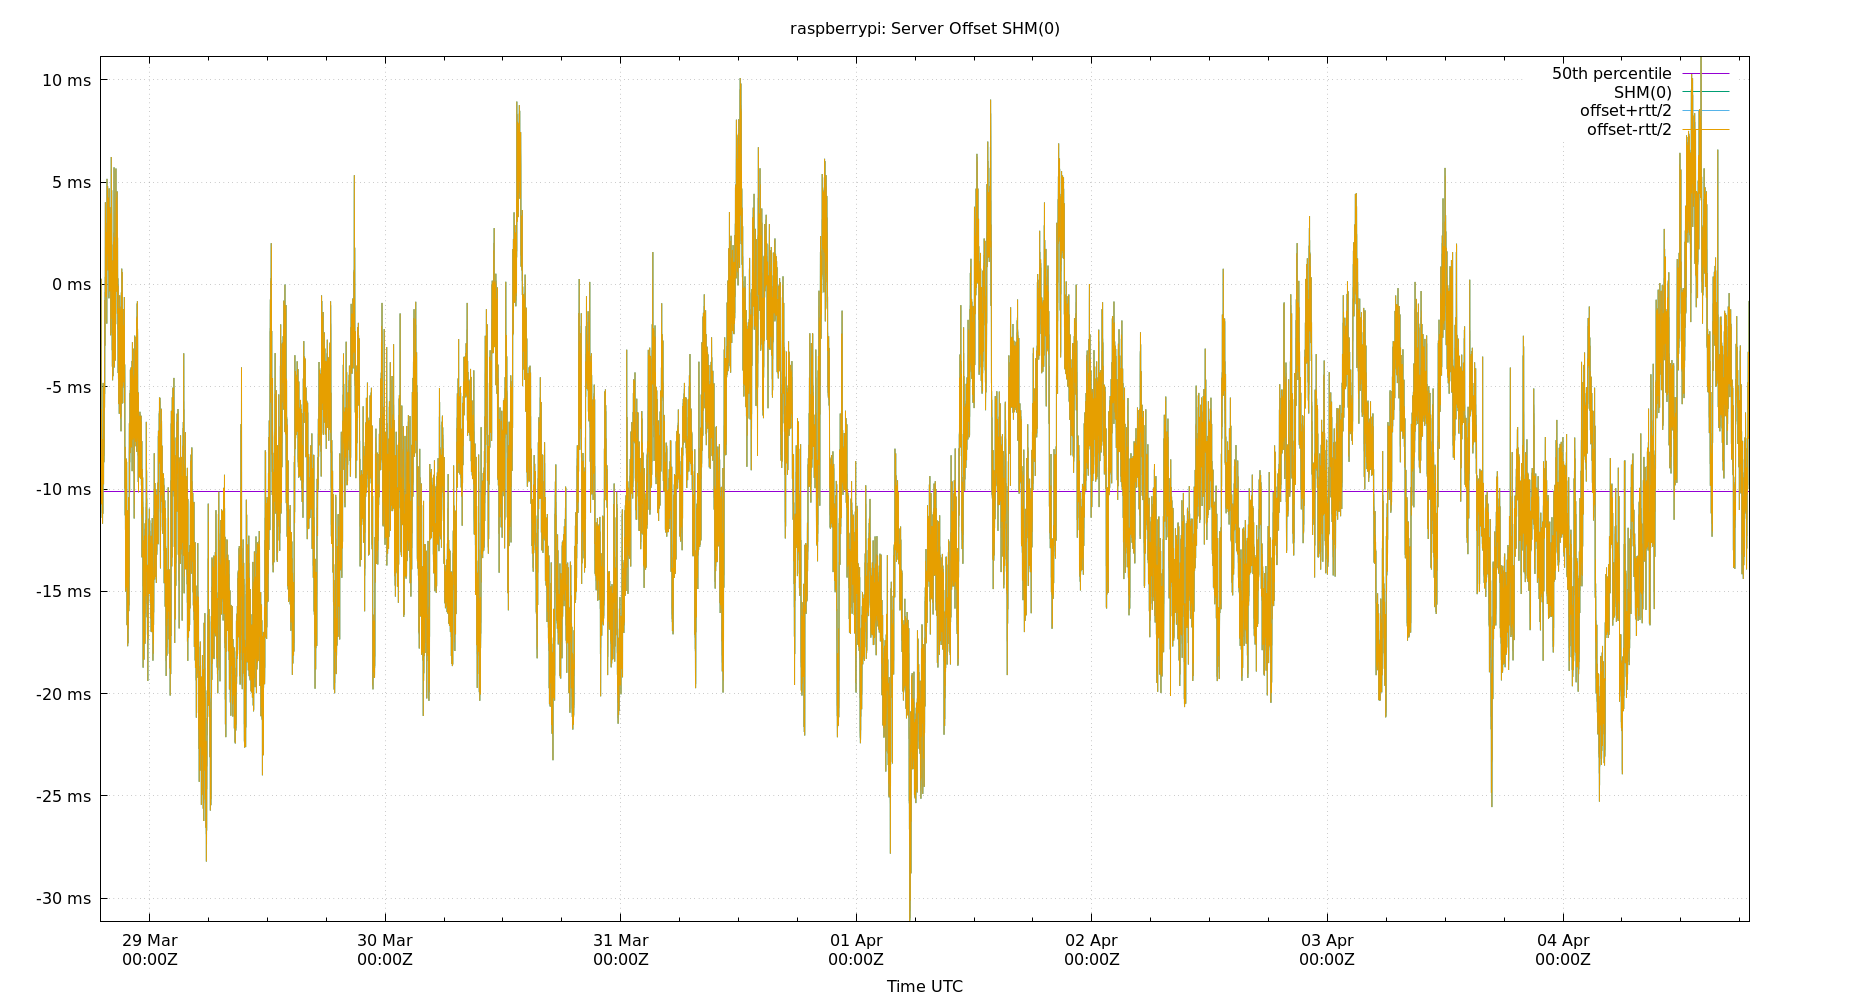 raspberrypi: Server Offset SHM(0)
10 ms
5 ms
0 ms
-5 ms
-10 ms
-15 ms
-20 ms
-25 ms
-30 ms
50th percentile
SHM(0)
offset+rtt/2
offset-rtt/2
29 Mar 30 Mar 31 Mar 01 Apr 02 Apr 03 Apr 04 Apr
00:00Z 00:00Z 00:00Z 00:00Z 00:00Z 00:00Z 00:00Z
Time UTC